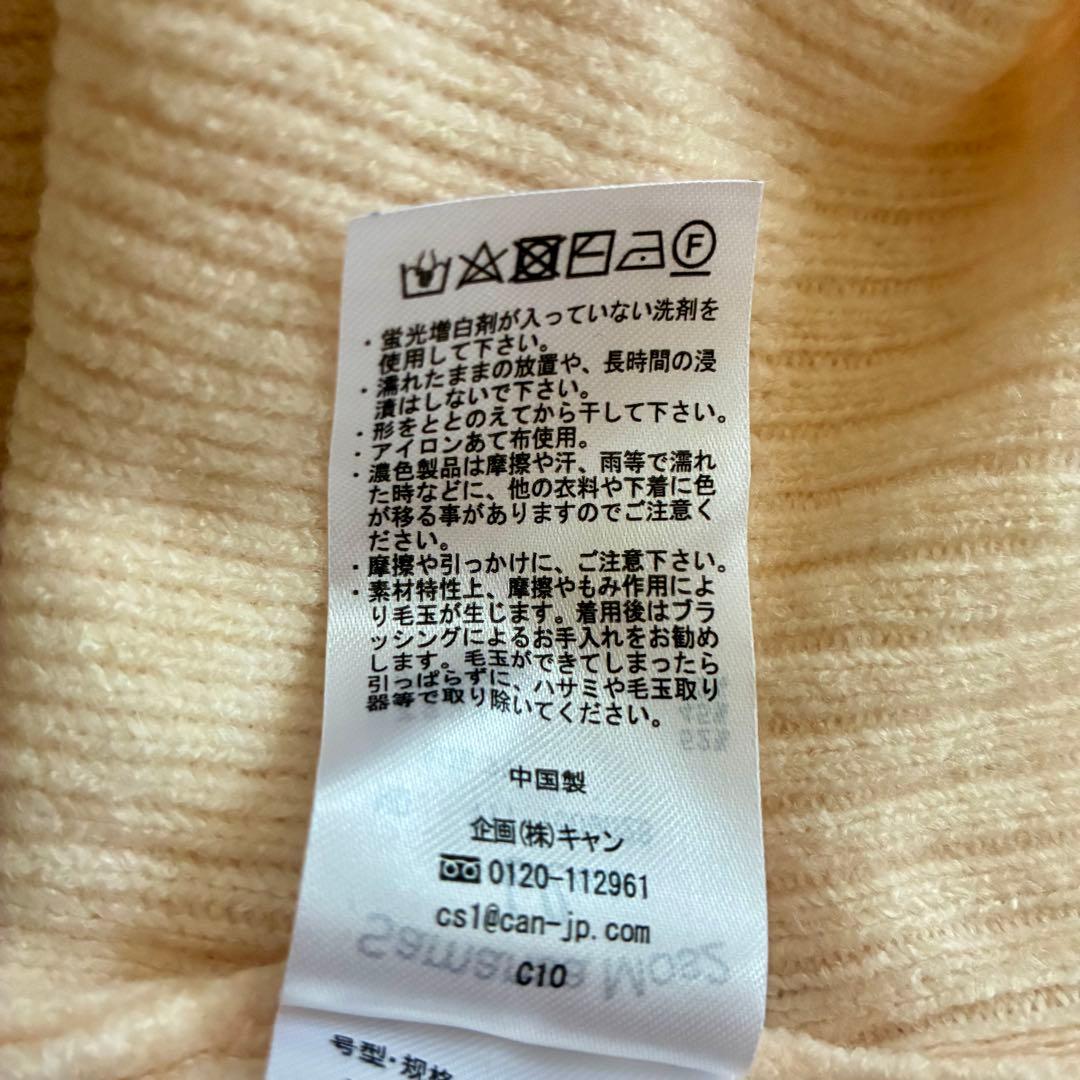 F
・蛍光増白剤が入っていない洗剤を
使用して下さい。
・濡れたままの放置や、長時間の浸
漬はしないで下さい。
・形をととのえてから干して下さい。
・アイロンあて布使用。
・濃色製品は摩擦や汗、雨等で濡れ
た時などに、他の衣料や下着に色
が移る事がありますのでご注意く
ださい。
・摩擦や引っかけに、ご注意下さい。
・素材特性上、摩擦やもみ作用によ
り毛玉が生じます。着用後はブラ
ッシングによるお手入れをお勧め
します。毛玉ができてしまったら
引っぱらずに、ハサミや毛玉取り
器等で取り除いてください。
45%
52%
中国製
企画(株)キャン
0120-112961
cs1@can-jp.com
Samansa Mos2
C10
号型・规格